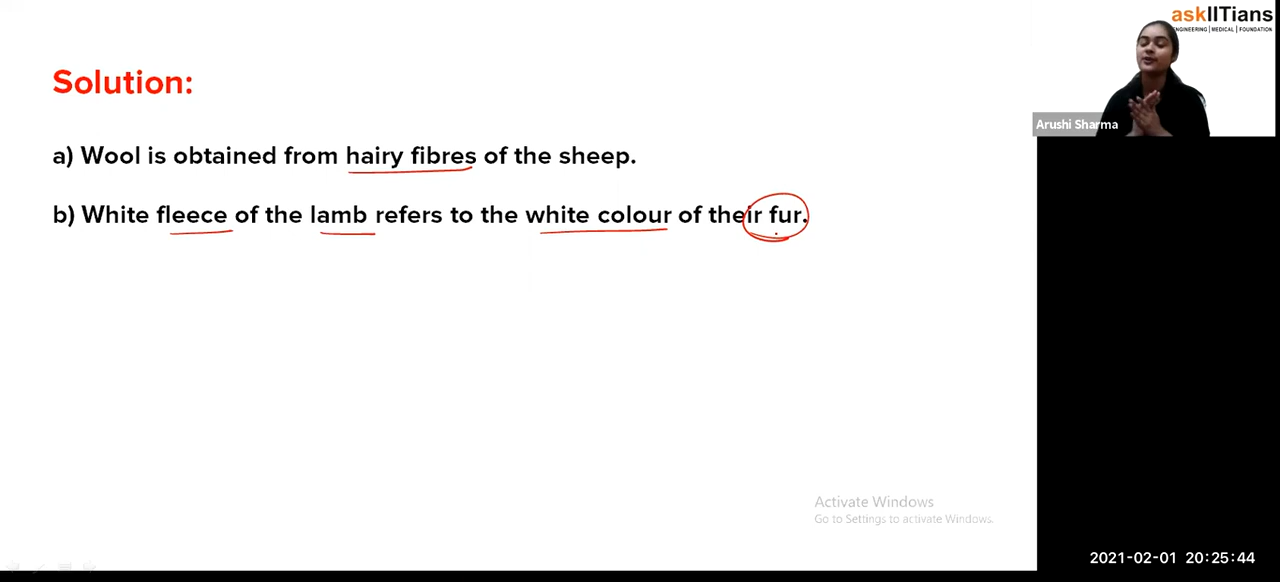 askIITians
ENGINEERING | MEDICAL | FOUNDATION
Solution:
Arushi Sharma
a) Wool is obtained from hairy fibres of the sheep.
b) White fleece of the lamb refers to the white colour of their fur.
Activate Windows
Go to Settings to activate Windows.
2021-02-01 20:25:44